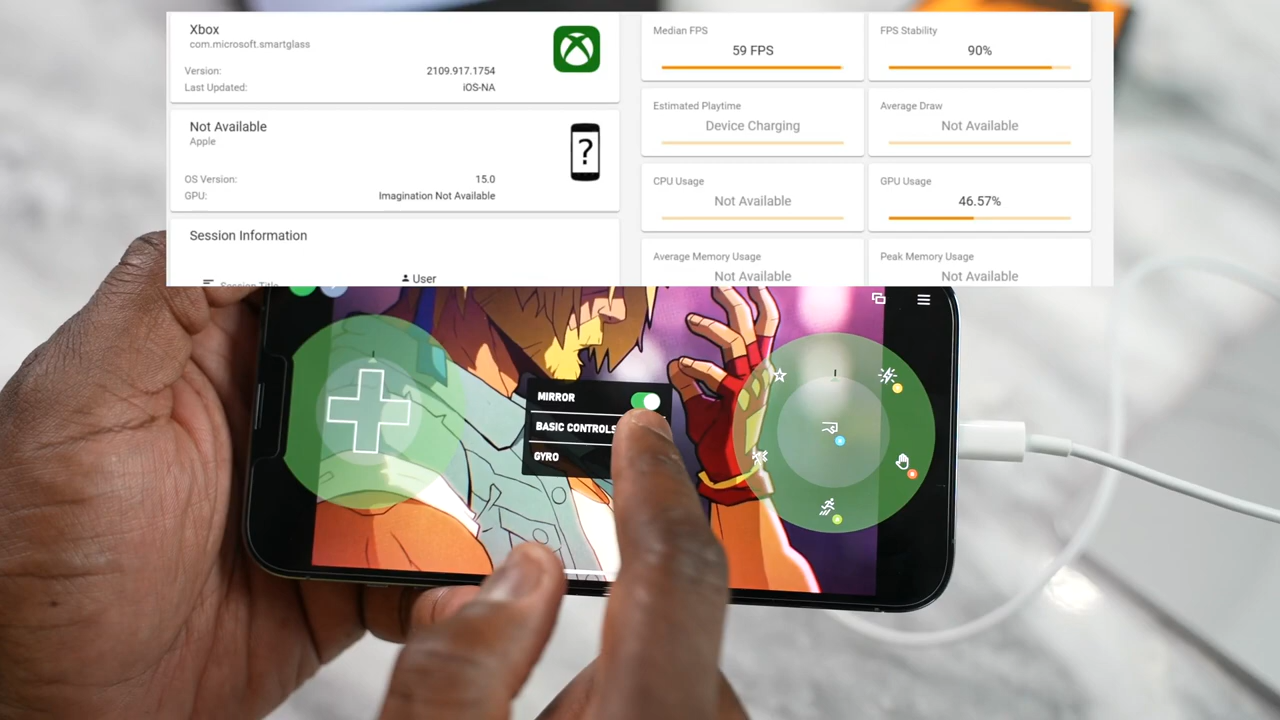 Xbox
com.microsoft.smartglass
Version: 2109.917.1754
Last Updated: iOS-NA
Not Available
Apple
?
OS Version: 15.0
GPU: Imagination Not Available
Session Information
Session Title
User
Median FPS
59 FPS
FPS Stability
90%
Estimated Playtime
Device Charging
Average Draw
Not Available
CPU Usage
Not Available
GPU Usage
46.57%
Average Memory Usage
Not Available
Peak Memory Usage
Not Available
MIRROR
BASIC CONTROLS
GYRO